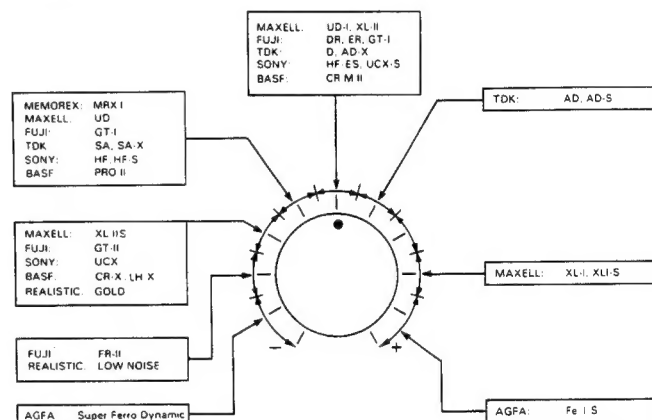 MAXELL: UD-I, XL-II
FUJI: DR, ER, GT-I
TDK: D, AD-X
SONY: HF-ES, UCX-S
BASF: CR M II
MEMOREX: MRX I
MAXELL: UD
FUJI: GT-I
TDK SA, SA-X
SONY: HF, HF-S
BASF PRO II
TDK: AD, AD-S
MAXELL: XL IIS
FUJI: GT-II
SONY: UCX
BASF: CR-X, LH X
REALISTIC: GOLD
MAXELL: XL-I, XLI-S
FUJI FR-II
REALISTIC: LOW NOISE
- +
AGFA Super Ferro Dynamic
AGFA: Fe I S